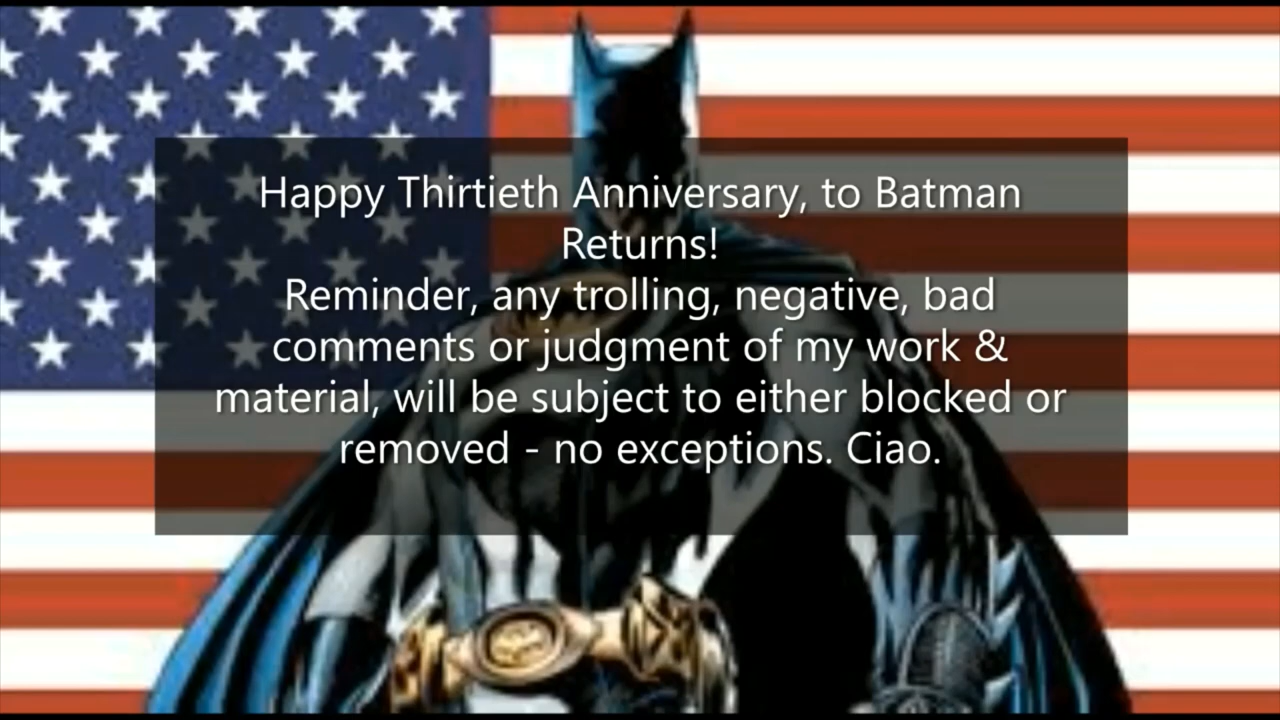 Happy Thirtieth Anniversary, to Batman
Returns!
Reminder, any trolling, negative, bad
comments or judgment of my work &
material, will be subject to either blocked or
removed - no exceptions. Ciao.